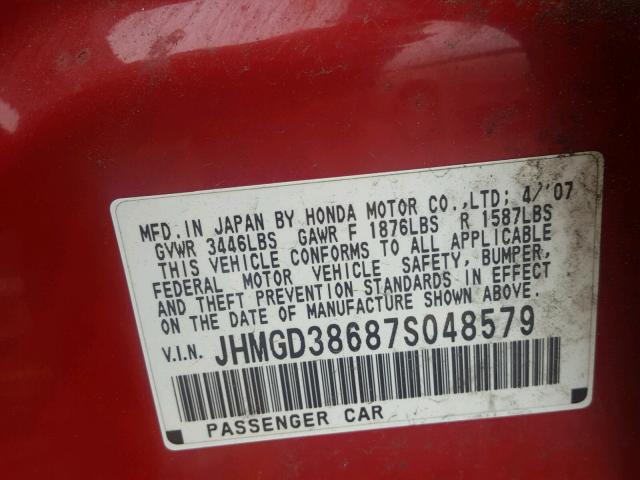 MFD. IN JAPAN BY HONDA MOTOR CO.,LTD; 4/'07
GVWR 3446LBS GAWR F 1876LBS R 1587LBS
THIS VEHICLE CONFORMS TO ALL APPLICABLE
FEDERAL MOTOR VEHICLE SAFETY, BUMPER,
AND THEFT PREVENTION STANDARDS IN EFFECT
ON THE DATE OF MANUFACTURE SHOWN ABOVE.
V.I.N. JHMGD38687S048579
PASSENGER CAR